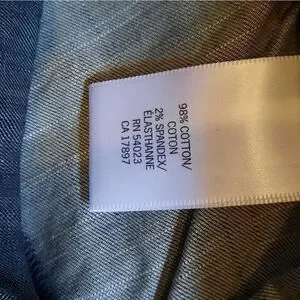 98% COTTON/
COTON
2% SPANDEX/
ÉLASTHANNE
RN 54023
CA 17897